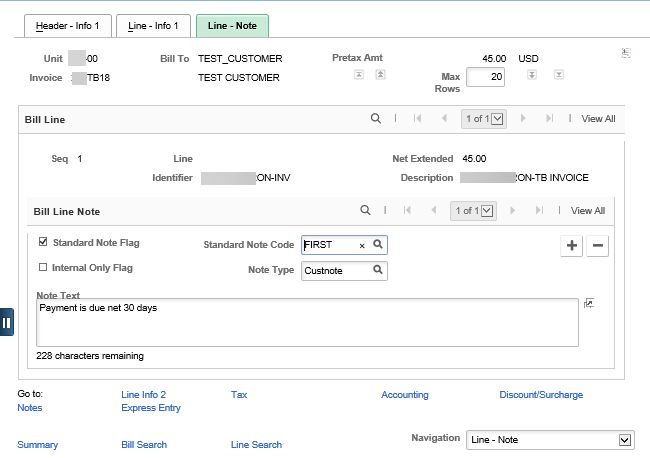 Header - Info 1 Line - Info 1 Line - Note
Unit -00 Bill To TEST_CUSTOMER Pretax Amt 45.00 USD
Invoice TB18 TEST CUSTOMER Max Rows 20
Bill Line 1 of 1 View All
Seq 1 Line Net Extended 45.00
Identifier ON-INV Description ON-TB INVOICE
Bill Line Note 1 of 1 View All
Standard Note Flag Standard Note Code FIRST x
Internal Only Flag Note Type Custnote
Note Text
Payment is due net 30 days
228 characters remaining
Go to: Line Info 2 Tax Accounting Discount/Surcharge
Notes Express Entry
Summary Bill Search Line Search Navigation Line - Note